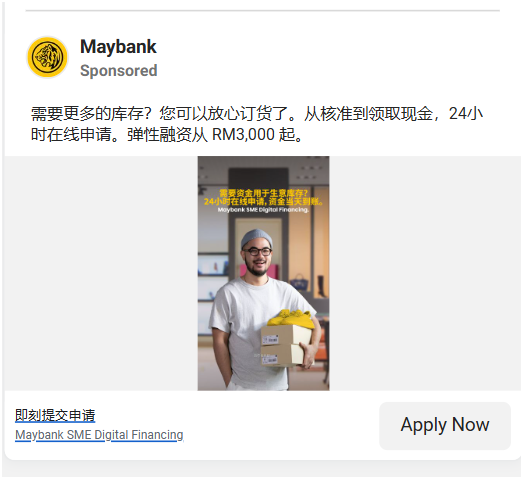 Maybank
Sponsored
需要更多的库存？您可以放心订货了。从核准到领取现金，24小
时在线申请。弹性融资从 RM3,000 起。
需要资金用于生意库存?
24小时在线申请, 资金当天到账。
Maybank SME Digital Financing.
即刻提交申请
Maybank SME Digital Financing
Apply Now